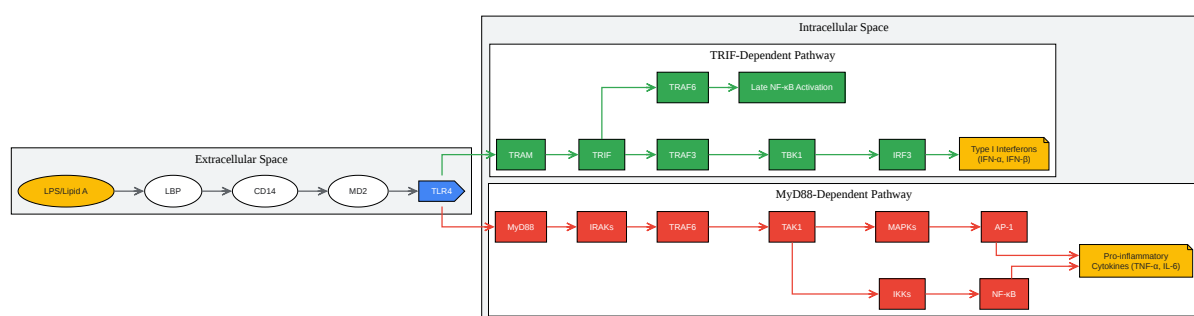 Intracellular Space
TRIF-Dependent Pathway
TRAF6
Late NF-κB Activation
TRAM
TRIF
TRAF3
TBK1
IRF3
Type I Interferons
(IFN-α, IFN-β)
Extracellular Space
LPS/Lipid A
LBP
CD14
MD2
TLR4
MyD88-Dependent Pathway
MyD88
IRAKs
TRAF6
TAK1
MAPKs
AP-1
Pro-inflammatory
Cytokines (TNF-α, IL-6)
IKKs
NF-κB